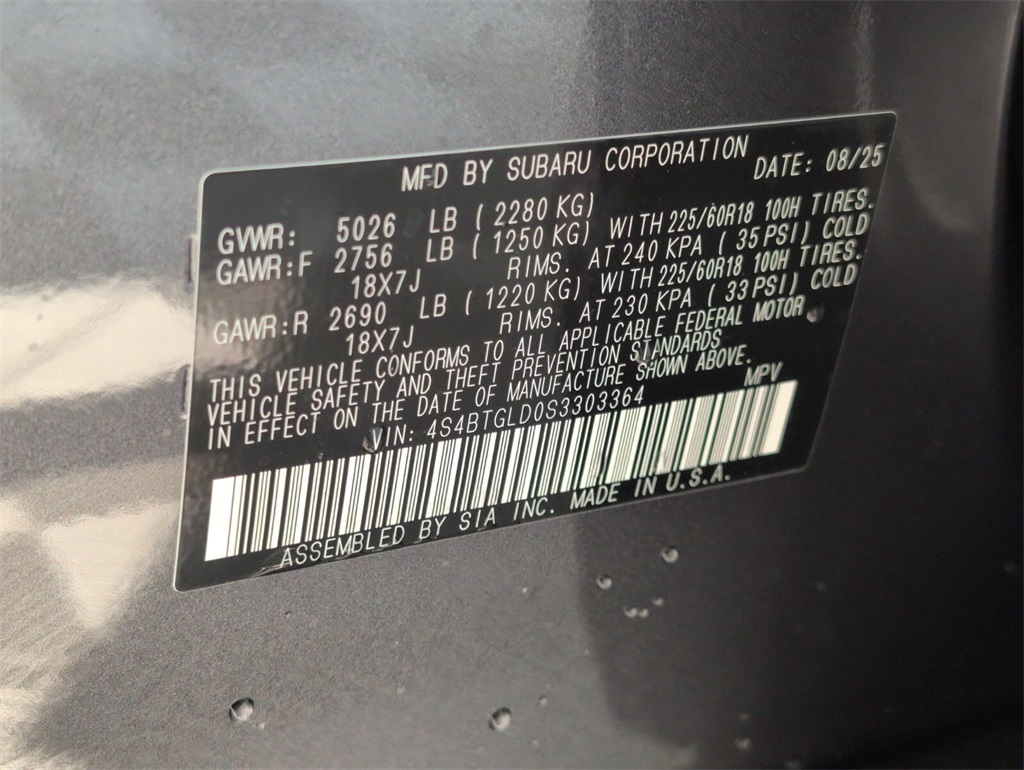 MFD BY SUBARU CORPORATION DATE: 08/25
GVWR: 5026 LB (2280 KG)
GAWR:F 2756 LB (1250 KG) WITH 225/60R18 100H TIRES.
18X7J RIMS. AT 240 KPA (35 PSI) COLD
GAWR:R 2690 LB (1220 KG) WITH 225/60R18 100H TIRES.
18X7J RIMS. AT 230 KPA (33 PSI) COLD
THIS VEHICLE CONFORMS TO ALL APPLICABLE FEDERAL MOTOR
VEHICLE SAFETY AND THEFT PREVENTION STANDARDS
IN EFFECT ON THE DATE OF MANUFACTURE SHOWN ABOVE.
VIN: 4S4BTGLD0S3303364 MPV
ASSEMBLED BY SIA INC. MADE IN U.S.A.